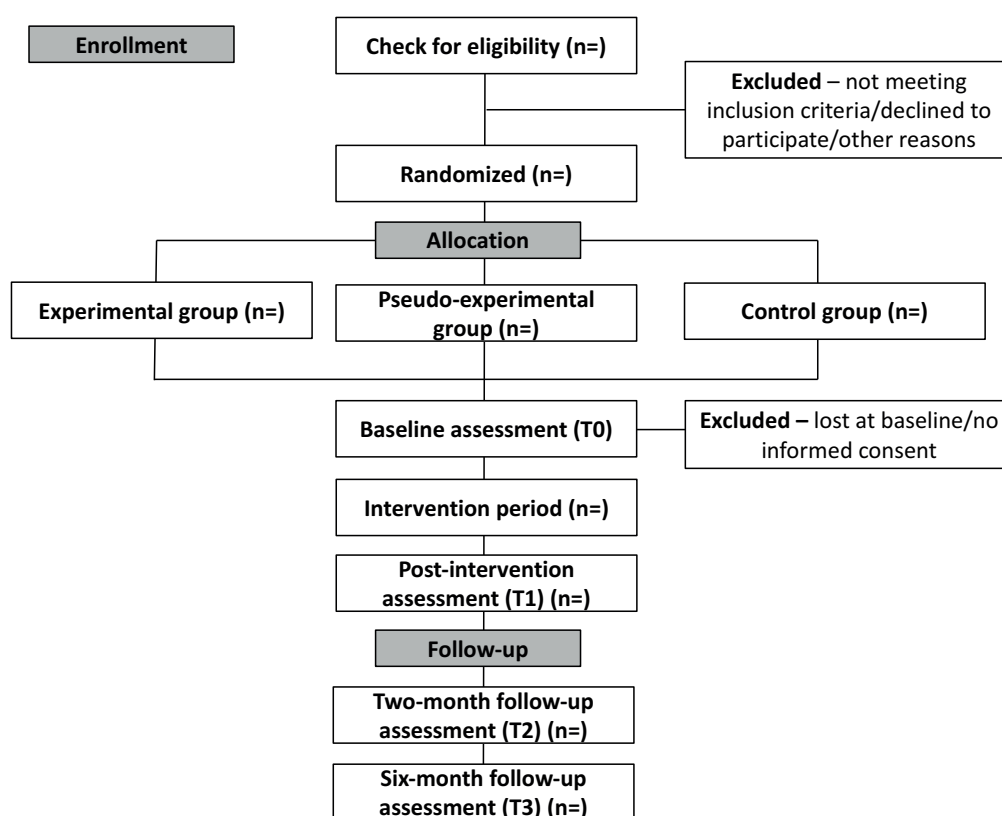 Enrollment
Check for eligibility (n=)
Excluded – not meeting
inclusion criteria/declined to
participate/other reasons
Randomized (n=)
Allocation
Experimental group (n=)
Pseudo-experimental
group (n=)
Control group (n=)
Baseline assessment (T0)
Excluded – lost at baseline/no
informed consent
Intervention period (n=)
Post-intervention
assessment (T1) (n=)
Follow-up
Two-month follow-up
assessment (T2) (n=)
Six-month follow-up
assessment (T3) (n=)